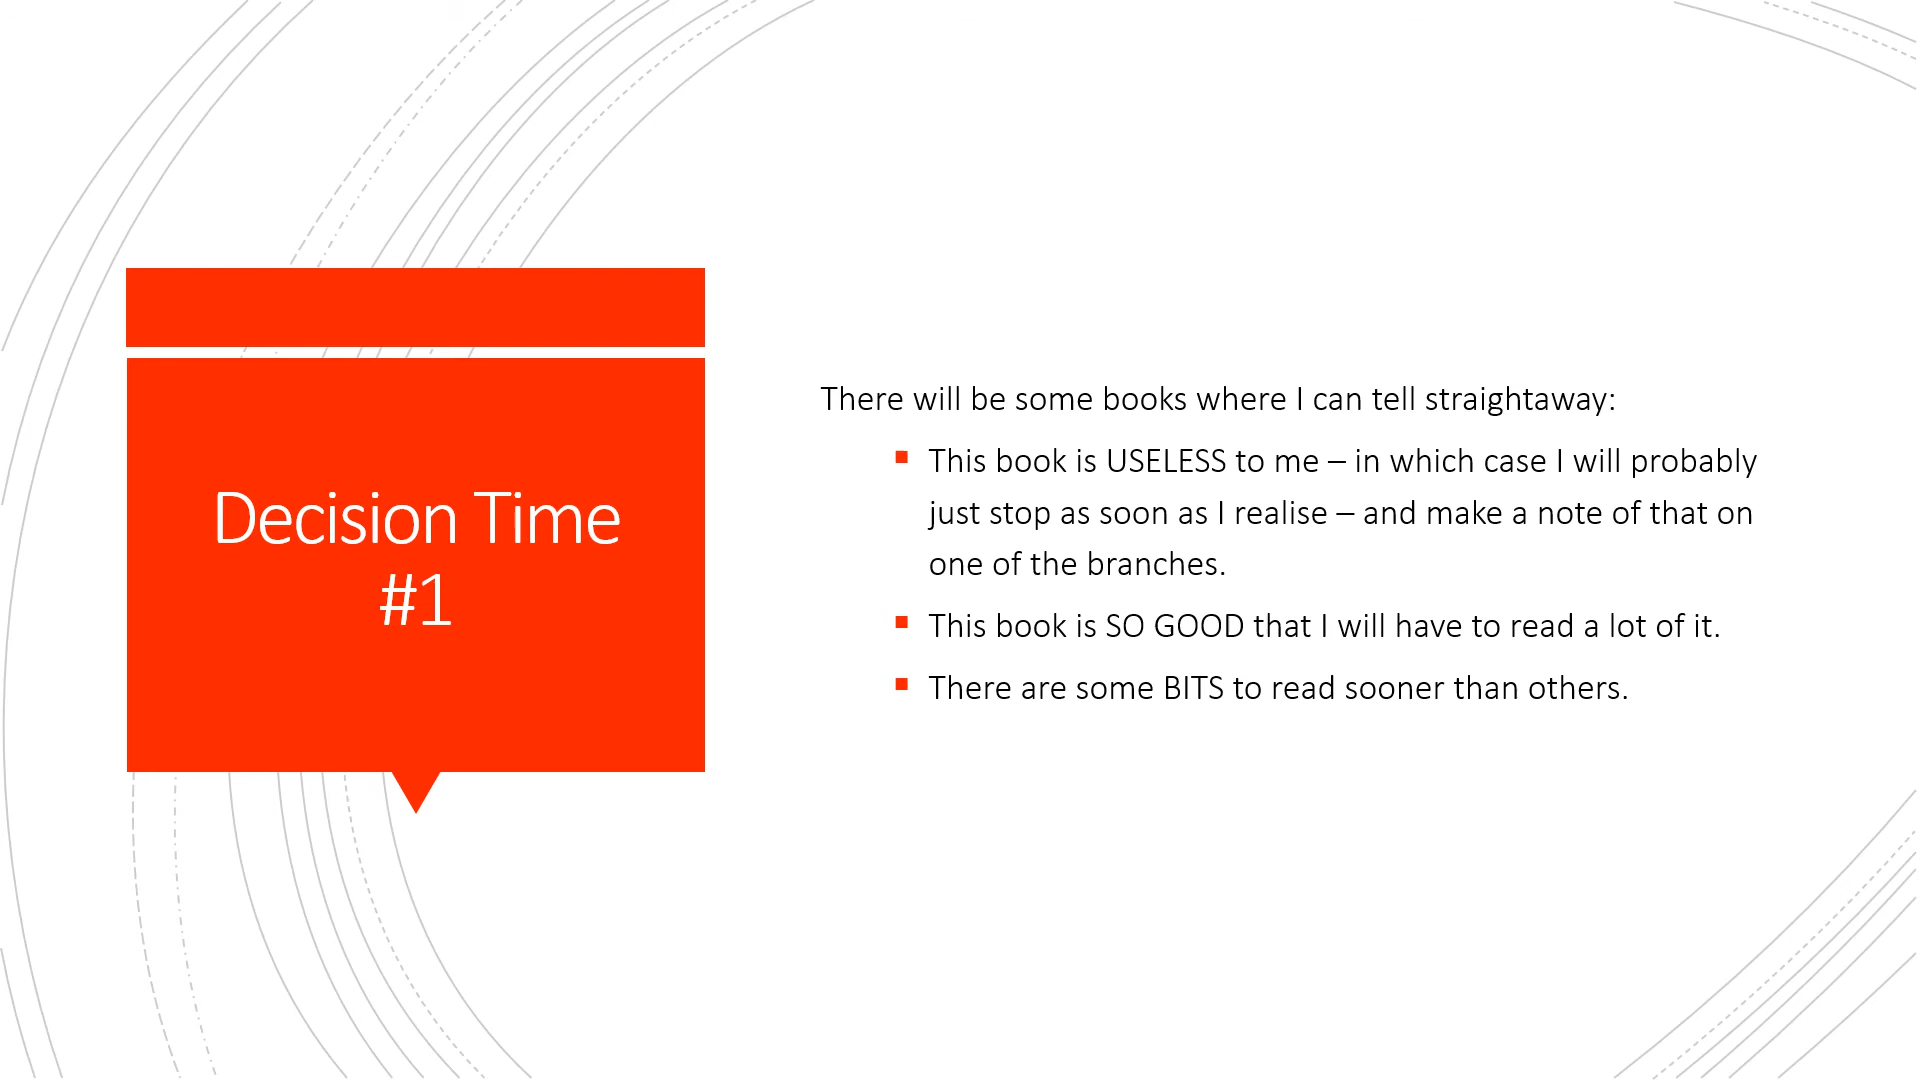 Decision Time
#1
There will be some books where I can tell straightaway:
This book is USELESS to me – in which case I will probably
just stop as soon as I realise – and make a note of that on
one of the branches.
This book is SO GOOD that I will have to read a lot of it.
There are some BITS to read sooner than others.